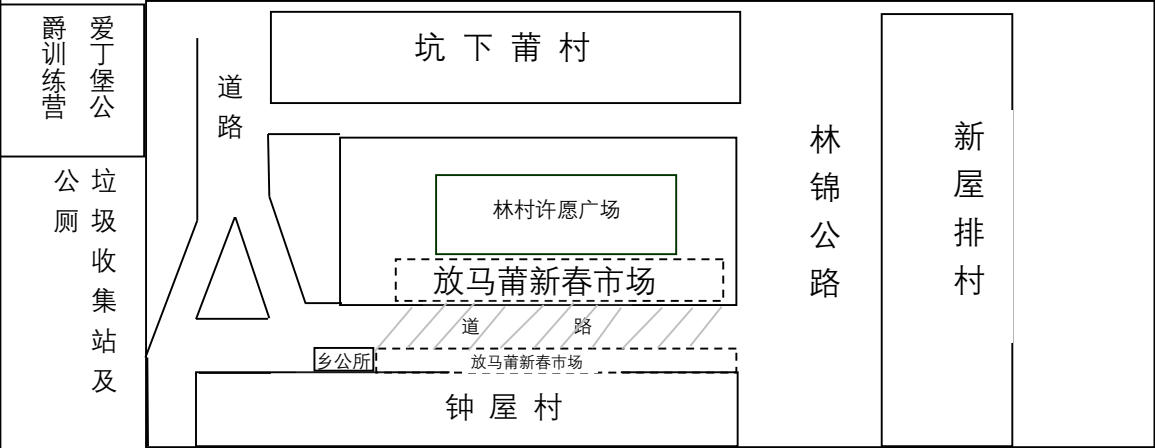 爱丁堡公
爵训练营
垃圾收集站及
公厕
道路
坑下莆村
林村许愿广场
放马莆新春市场
道路
乡公所
放马莆新春市场
钟屋村
林锦公路
新屋排村